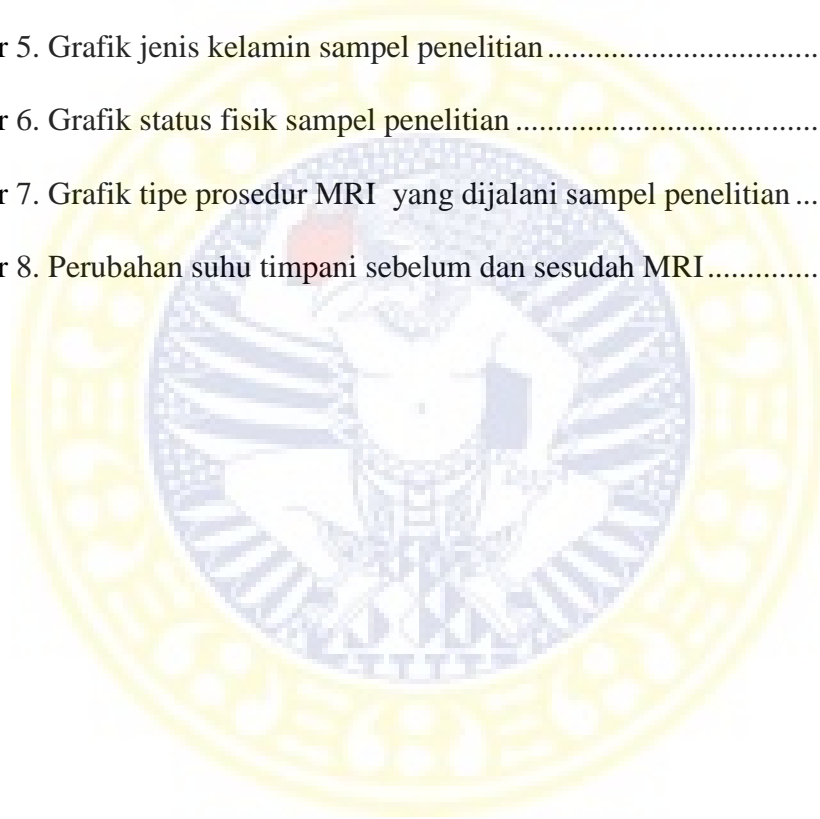 r 5. Grafik jenis kelamin sampel penelitian...................................
r 6. Grafik status fisik sampel penelitian .......................................
r 7. Grafik tipe prosedur MRI yang dijalani sampel penelitian ...
r 8. Perubahan suhu timpani sebelum dan sesudah MRI..............